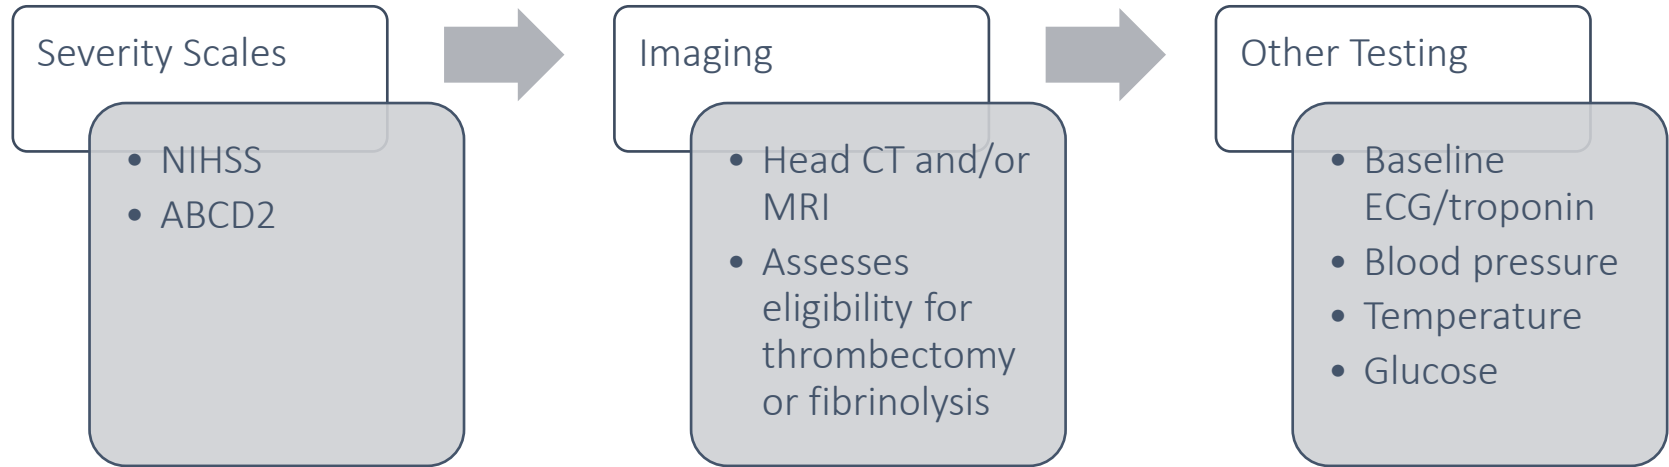 Severity Scales
• NIHSS
• ABCD2
Imaging
• Head CT and/or
MRI
• Assesses
eligibility for
thrombectomy
or fibrinolysis
Other Testing
• Baseline
ECG/troponin
• Blood pressure
• Temperature
• Glucose